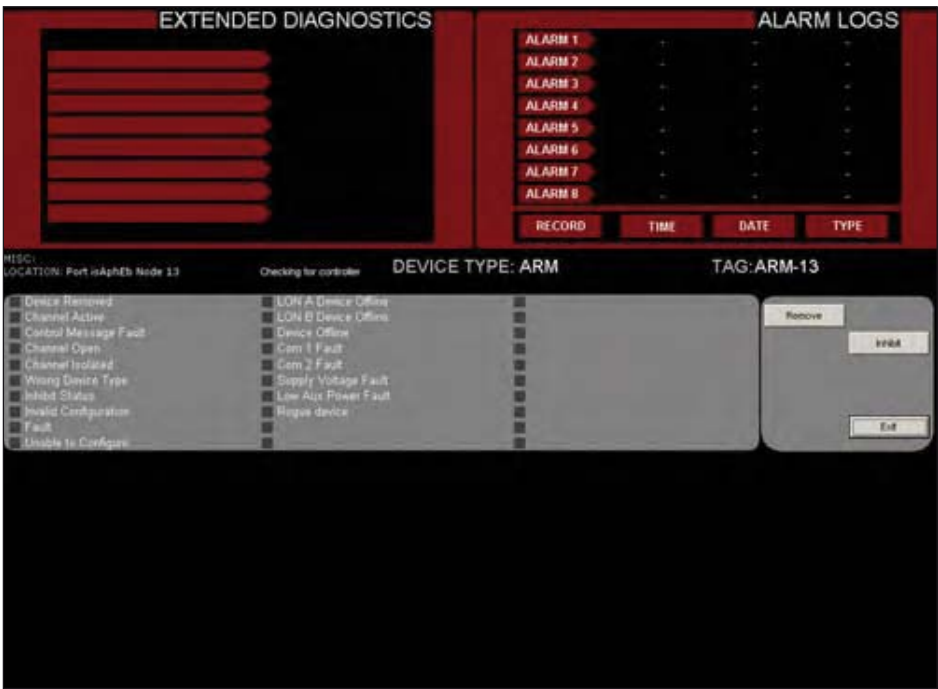 EXTENDED DIAGNOSTICS
ALARM LOGS
ALARM 1 - - -
ALARM 2 - - -
ALARM 3 - - -
ALARM 4 - - -
ALARM 5 - - -
ALARM 6 - - -
ALARM 7 - - -
ALARM 8 - - -
RECORD TIME DATE TYPE
MISC:
LOCATION: Port isAphEb Node 13
Checking for controller
DEVICE TYPE: ARM
TAG:ARM-13
Device Removed
Channel Active
Control Message Fault
Channel Open
Channel Isolated
Wrong Device Type
Inhibit Status
Invalid Configuration
Fault
Unable to Configure
LON A Device Offline
LON B Device Offline
Device Offline
Com 1 Fault
Com 2 Fault
Supply Voltage Fault
Low Aux Power Fault
Rogue device
Remove
Inhibit
Exit